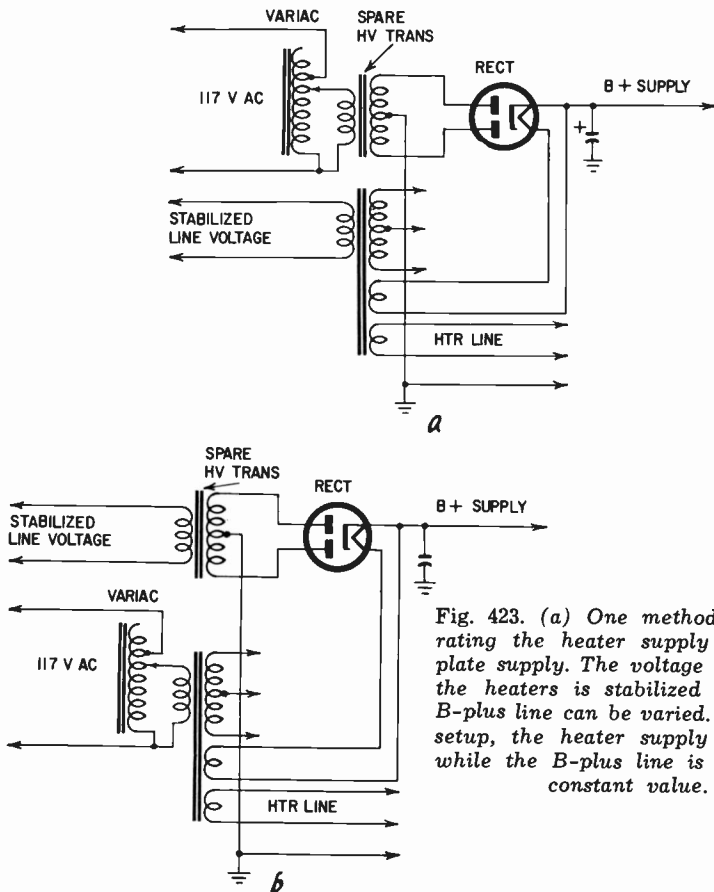 VARIAC
SPARE
HV TRANS
RECT
B + SUPPLY
117 V AC
+
STABILIZED
LINE VOLTAGE
HTR LINE
a
SPARE
HV TRANS
RECT
B + SUPPLY
STABILIZED
LINE VOLTAGE
VARIAC
117 V AC
HTR LINE
b
Fig. 423. (a) One method
rating the heater supply
plate supply. The voltage
the heaters is stabilized
B-plus line can be varied.
setup, the heater supply
while the B-plus line is
constant value.